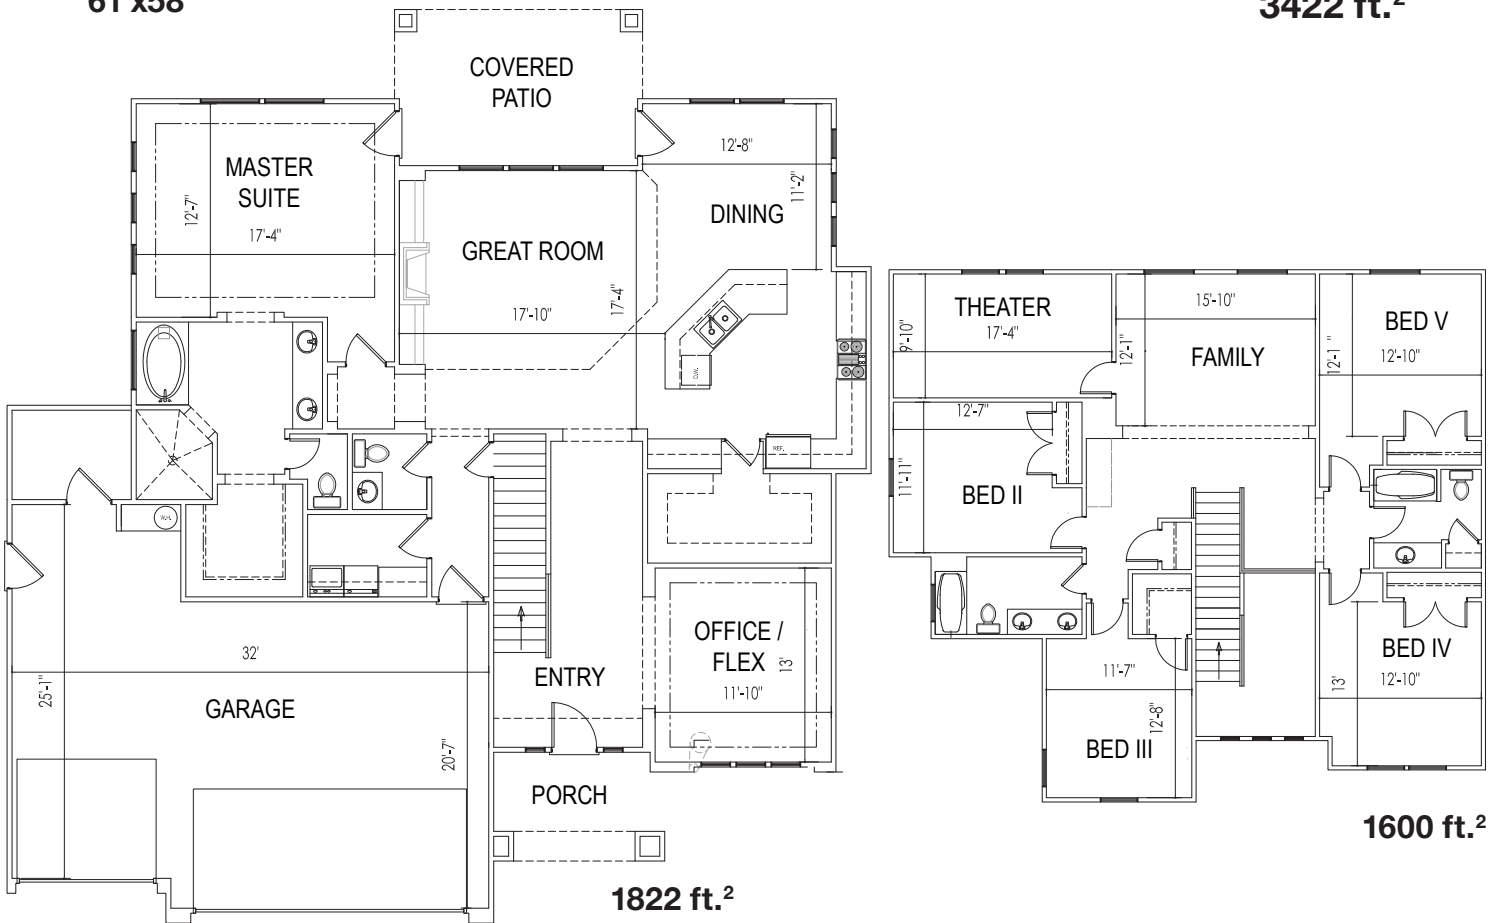 61'x58'
3422 ft.²
COVERED
PATIO
MASTER
SUITE
12'-7"
17'-4"
GREAT ROOM
17'-10"
17'-4"
12'-8"
11'-2"
DINING
D.W.
REF.
W.H.
32'
25'-1"
GARAGE
20'-7"
ENTRY
OFFICE /
FLEX
13'
11'-10"
PORCH
1822 ft.²
THEATER
17'-4"
9'-10"
15'-10"
12'-1"
FAMILY
BED V
12'-10"
12'-1"
12'-7"
11'-11"
BED II
11'-7"
12'-8"
BED III
BED IV
12'-10"
13'
1600 ft.²